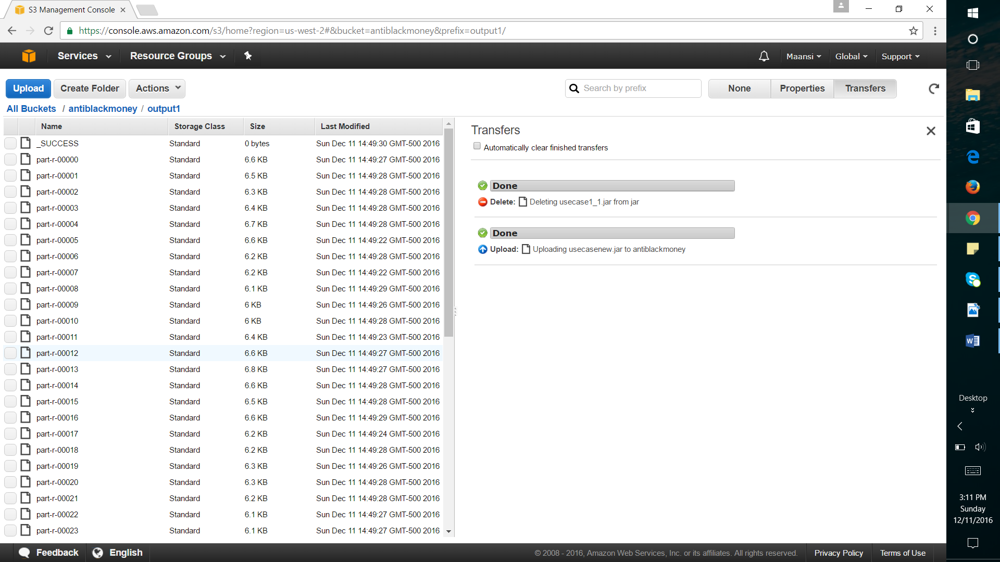 S3 Management Console
https://console.aws.amazon.com/s3/home?region=us-west-2#&bucket=antiblackmoney&prefix=output1/
Services Resource Groups Maansi Global Support
Upload Create Folder Actions Search by prefix None Properties Transfers
All Buckets / antiblackmoney / output1
Name Storage Class Size Last Modified
_SUCCESS Standard 0 bytes Sun Dec 11 14:49:30 GMT-500 2016
part-r-00000 Standard 6.6 KB Sun Dec 11 14:49:27 GMT-500 2016
part-r-00001 Standard 6.5 KB Sun Dec 11 14:49:28 GMT-500 2016
part-r-00002 Standard 6.3 KB Sun Dec 11 14:49:28 GMT-500 2016
part-r-00003 Standard 6.4 KB Sun Dec 11 14:49:28 GMT-500 2016
part-r-00004 Standard 6.7 KB Sun Dec 11 14:49:28 GMT-500 2016
part-r-00005 Standard 6.6 KB Sun Dec 11 14:49:22 GMT-500 2016
part-r-00006 Standard 6.2 KB Sun Dec 11 14:49:28 GMT-500 2016
part-r-00007 Standard 6.2 KB Sun Dec 11 14:49:22 GMT-500 2016
part-r-00008 Standard 6.1 KB Sun Dec 11 14:49:29 GMT-500 2016
part-r-00009 Standard 6 KB Sun Dec 11 14:49:26 GMT-500 2016
part-r-00010 Standard 6 KB Sun Dec 11 14:49:28 GMT-500 2016
part-r-00011 Standard 6.4 KB Sun Dec 11 14:49:23 GMT-500 2016
part-r-00012 Standard 6.6 KB Sun Dec 11 14:49:27 GMT-500 2016
part-r-00013 Standard 6.8 KB Sun Dec 11 14:49:27 GMT-500 2016
part-r-00014 Standard 6.6 KB Sun Dec 11 14:49:28 GMT-500 2016
part-r-00015 Standard 6.5 KB Sun Dec 11 14:49:28 GMT-500 2016
part-r-00016 Standard 6.6 KB Sun Dec 11 14:49:29 GMT-500 2016
part-r-00017 Standard 6.2 KB Sun Dec 11 14:49:24 GMT-500 2016
part-r-00018 Standard 6.2 KB Sun Dec 11 14:49:28 GMT-500 2016
part-r-00019 Standard 6.3 KB Sun Dec 11 14:49:26 GMT-500 2016
part-r-00020 Standard 6.3 KB Sun Dec 11 14:49:28 GMT-500 2016
part-r-00021 Standard 6.2 KB Sun Dec 11 14:49:28 GMT-500 2016
part-r-00022 Standard 6.1 KB Sun Dec 11 14:49:27 GMT-500 2016
part-r-00023 Standard 6.1 KB Sun Dec 11 14:49:27 GMT-500 2016
Transfers
Automatically clear finished transfers
Done
Delete: Deleting usecase1_1.jar from jar
Done
Upload: Uploading usecasenew.jar to antiblackmoney
Feedback English © 2008 - 2016, Amazon Web Services, Inc. or its affiliates. All rights reserved. Privacy Policy Terms of Use
Desktop
3:11 PM
Sunday
12/11/2016